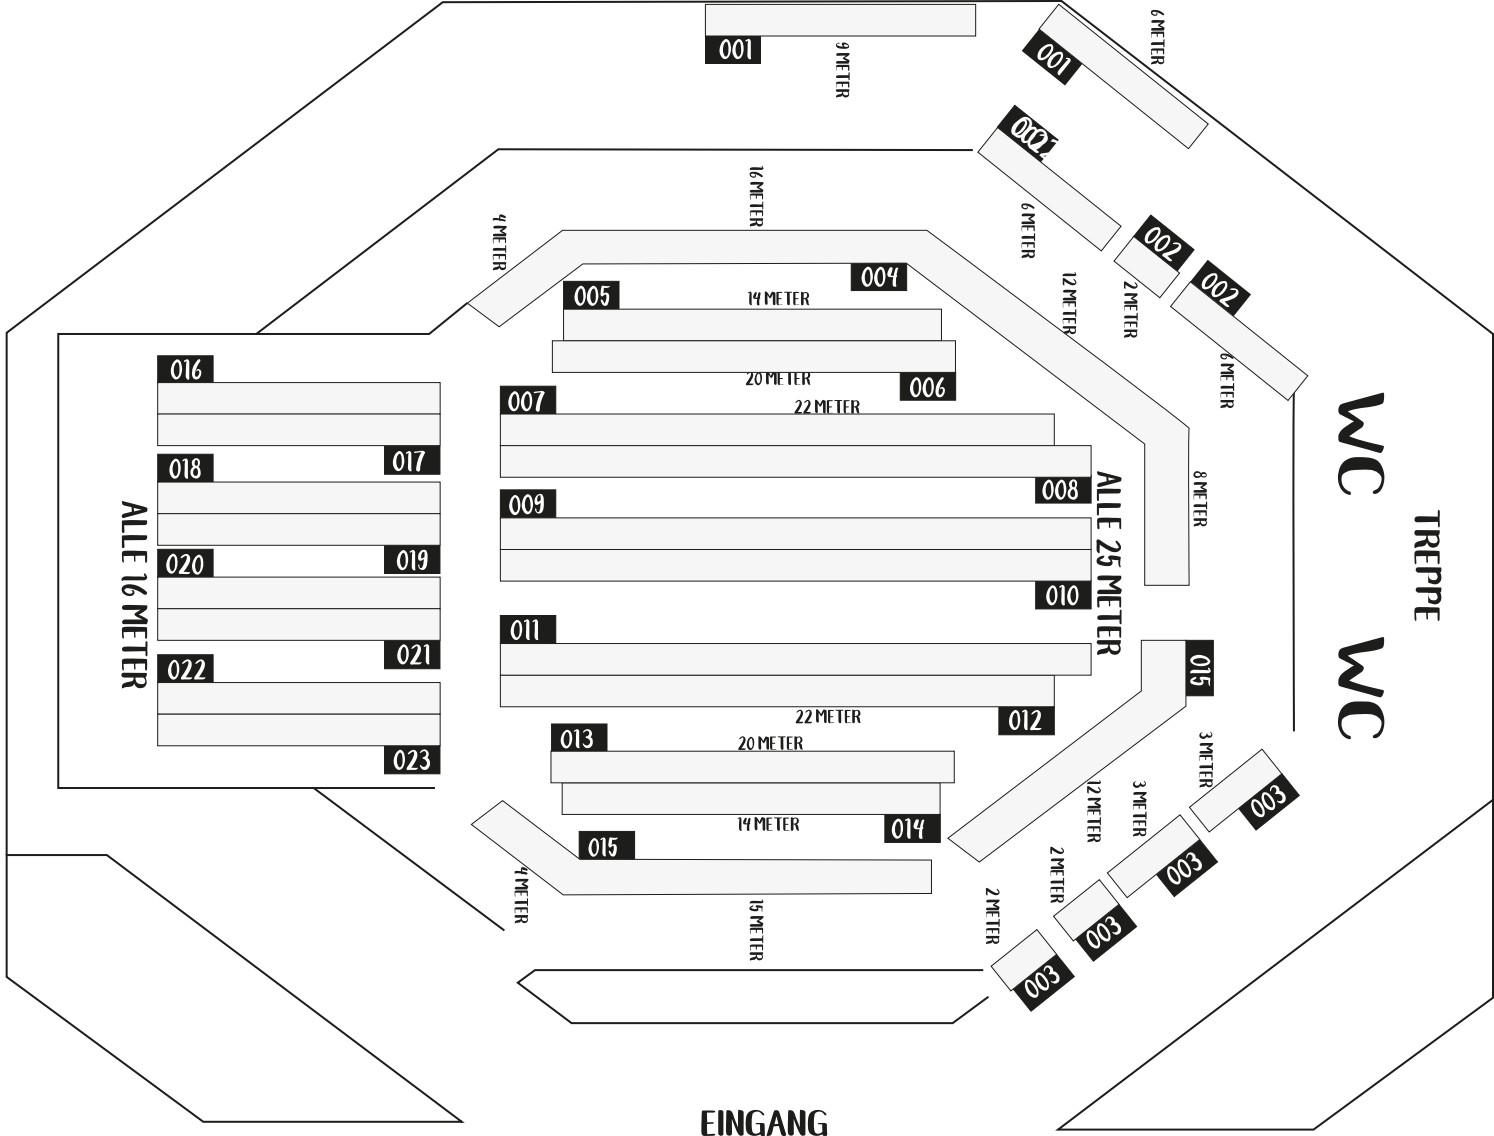 001
9 METER
001
6 METER
002
6 METER
002
2 METER
002
6 METER
16 METER
4 METER
004
12 METER
8 METER
005
14 METER
20 METER
006
007
22 METER
008
009
010
ALLE 25 METER
011
22 METER
012
013
20 METER
14 METER
014
015
015
12 METER
4 METER
15 METER
016
017
018
019
020
021
022
023
ALLE 16 METER
3 METER
003
3 METER
003
2 METER
003
2 METER
003
WC
TREPPE
WC
EINGANG